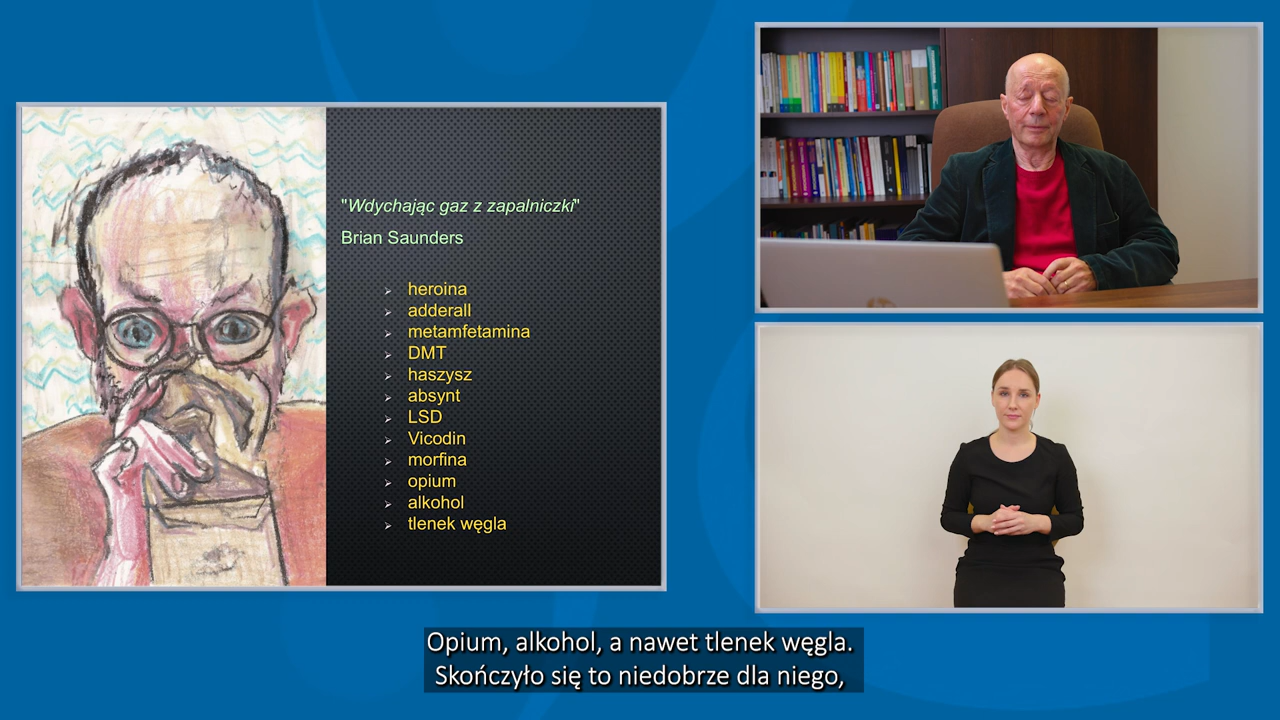 "Wdychając gaz z zapalniczki"
Brian Saunders
heroina
adderall
metamfetamina
DMT
haszysz
absynt
LSD
Vicodin
morfina
opium
alkohol
tlenek węgla
Opium, alkohol, a nawet tlenek węgla.
Skończyło się to niedobrze dla niego,